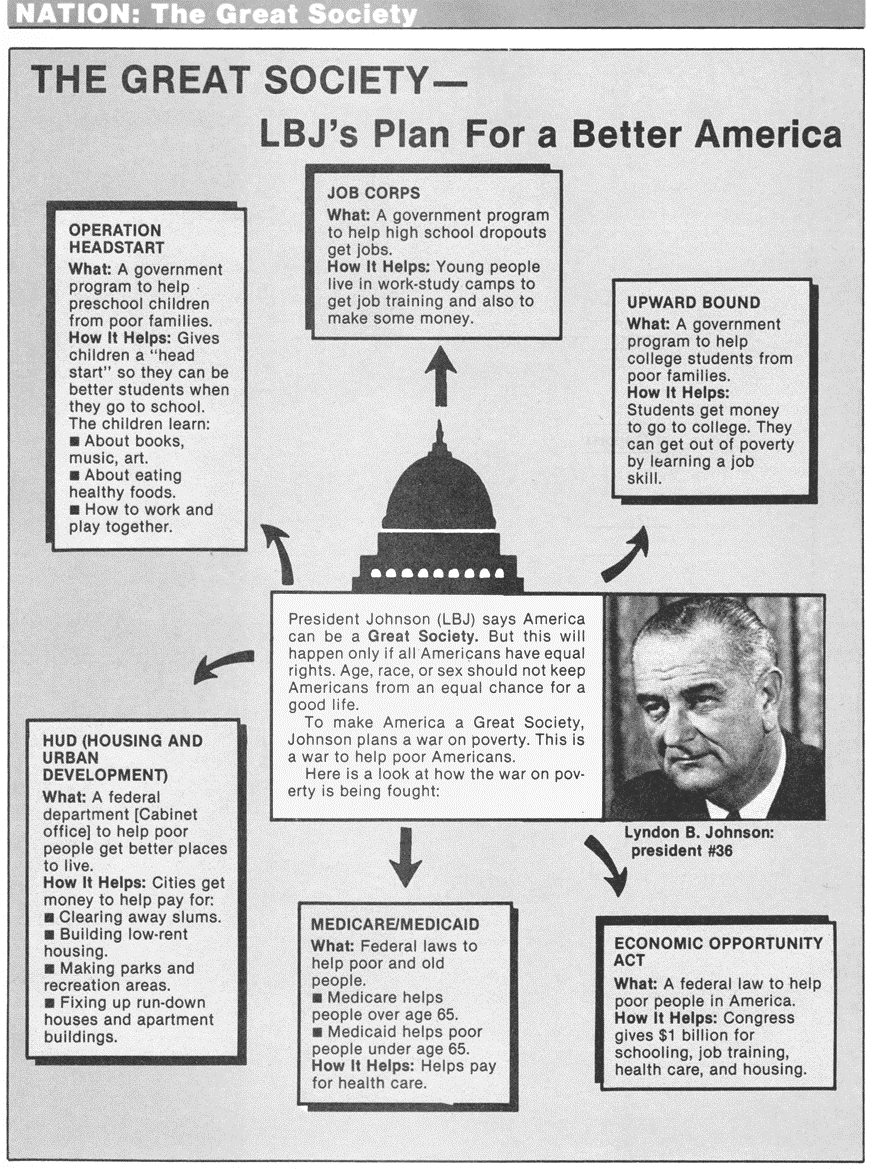 NATION: The Great Society
THE GREAT SOCIETY—
LBJ's Plan For a Better America
JOB CORPS
What: A government program
to help high school dropouts
get jobs.
How It Helps: Young people
live in work-study camps to
get job training and also to
make some money.
OPERATION
HEADSTART
What: A government
program to help
preschool children
from poor families.
How It Helps: Gives
children a "head
start" so they can be
better students when
they go to school.
The children learn:
■ About books,
music, art.
■ About eating
healthy foods.
■ How to work and
play together.
UPWARD BOUND
What: A government
program to help
college students from
poor families.
How It Helps:
Students get money
to go to college. They
can get out of poverty
by learning a job
skill.
President Johnson (LBJ) says America
can be a Great Society. But this will
happen only if all Americans have equal
rights. Age, race, or sex should not keep
Americans from an equal chance for a
good life.
To make America a Great Society,
Johnson plans a war on poverty. This is
a war to help poor Americans.
Here is a look at how the war on pov-
erty is being fought:
Lyndon B. Johnson:
president #36
HUD (HOUSING AND
URBAN
DEVELOPMENT)
What: A federal
department [Cabinet
office] to help poor
people get better places
to live.
How It Helps: Cities get
money to help pay for:
■ Clearing away slums.
■ Building low-rent
housing.
■ Making parks and
recreation areas.
■ Fixing up run-down
houses and apartment
buildings.
MEDICARE/MEDICAID
What: Federal laws to
help poor and old
people.
■ Medicare helps
people over age 65.
■ Medicaid helps poor
people under age 65.
How It Helps: Helps pay
for health care.
ECONOMIC OPPORTUNITY
ACT
What: A federal law to help
poor people in America.
How It Helps: Congress
gives $1 billion for
schooling, job training,
health care, and housing.